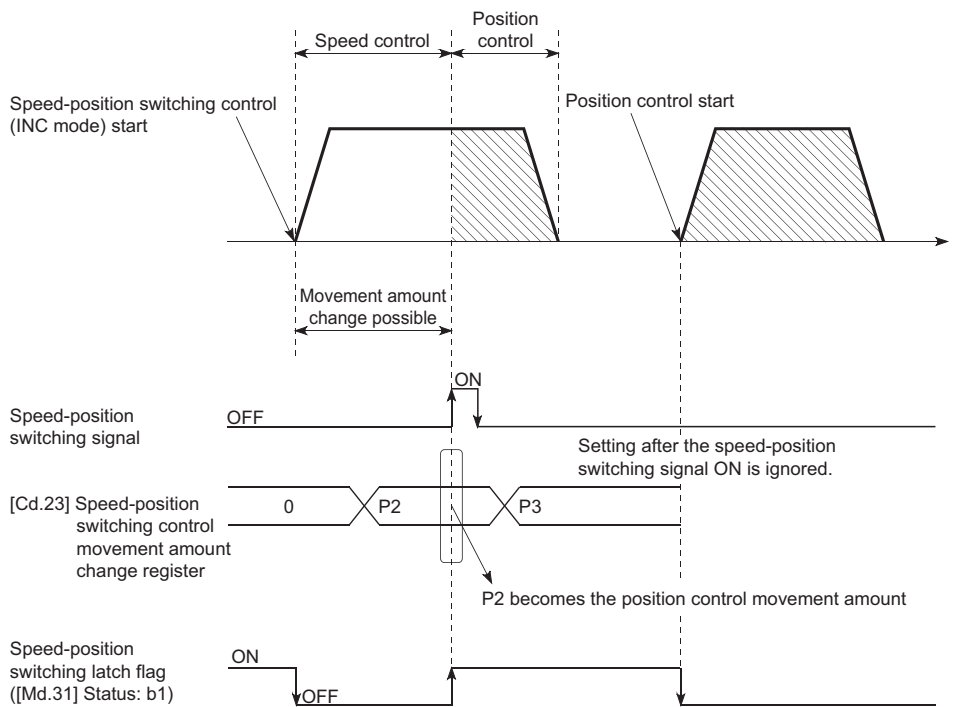 Position
control
Speed control
Speed-position switching control
(INC mode) start
Position control start
Movement amount
change possible
ON
Speed-position
switching signal
OFF
Setting after the speed-position
switching signal ON is ignored.
[Cd.23] Speed-position
switching control
movement amount
change register
0
P2
P3
P2 becomes the position control movement amount
Speed-position
switching latch flag
([Md.31] Status: b1)
ON
OFF